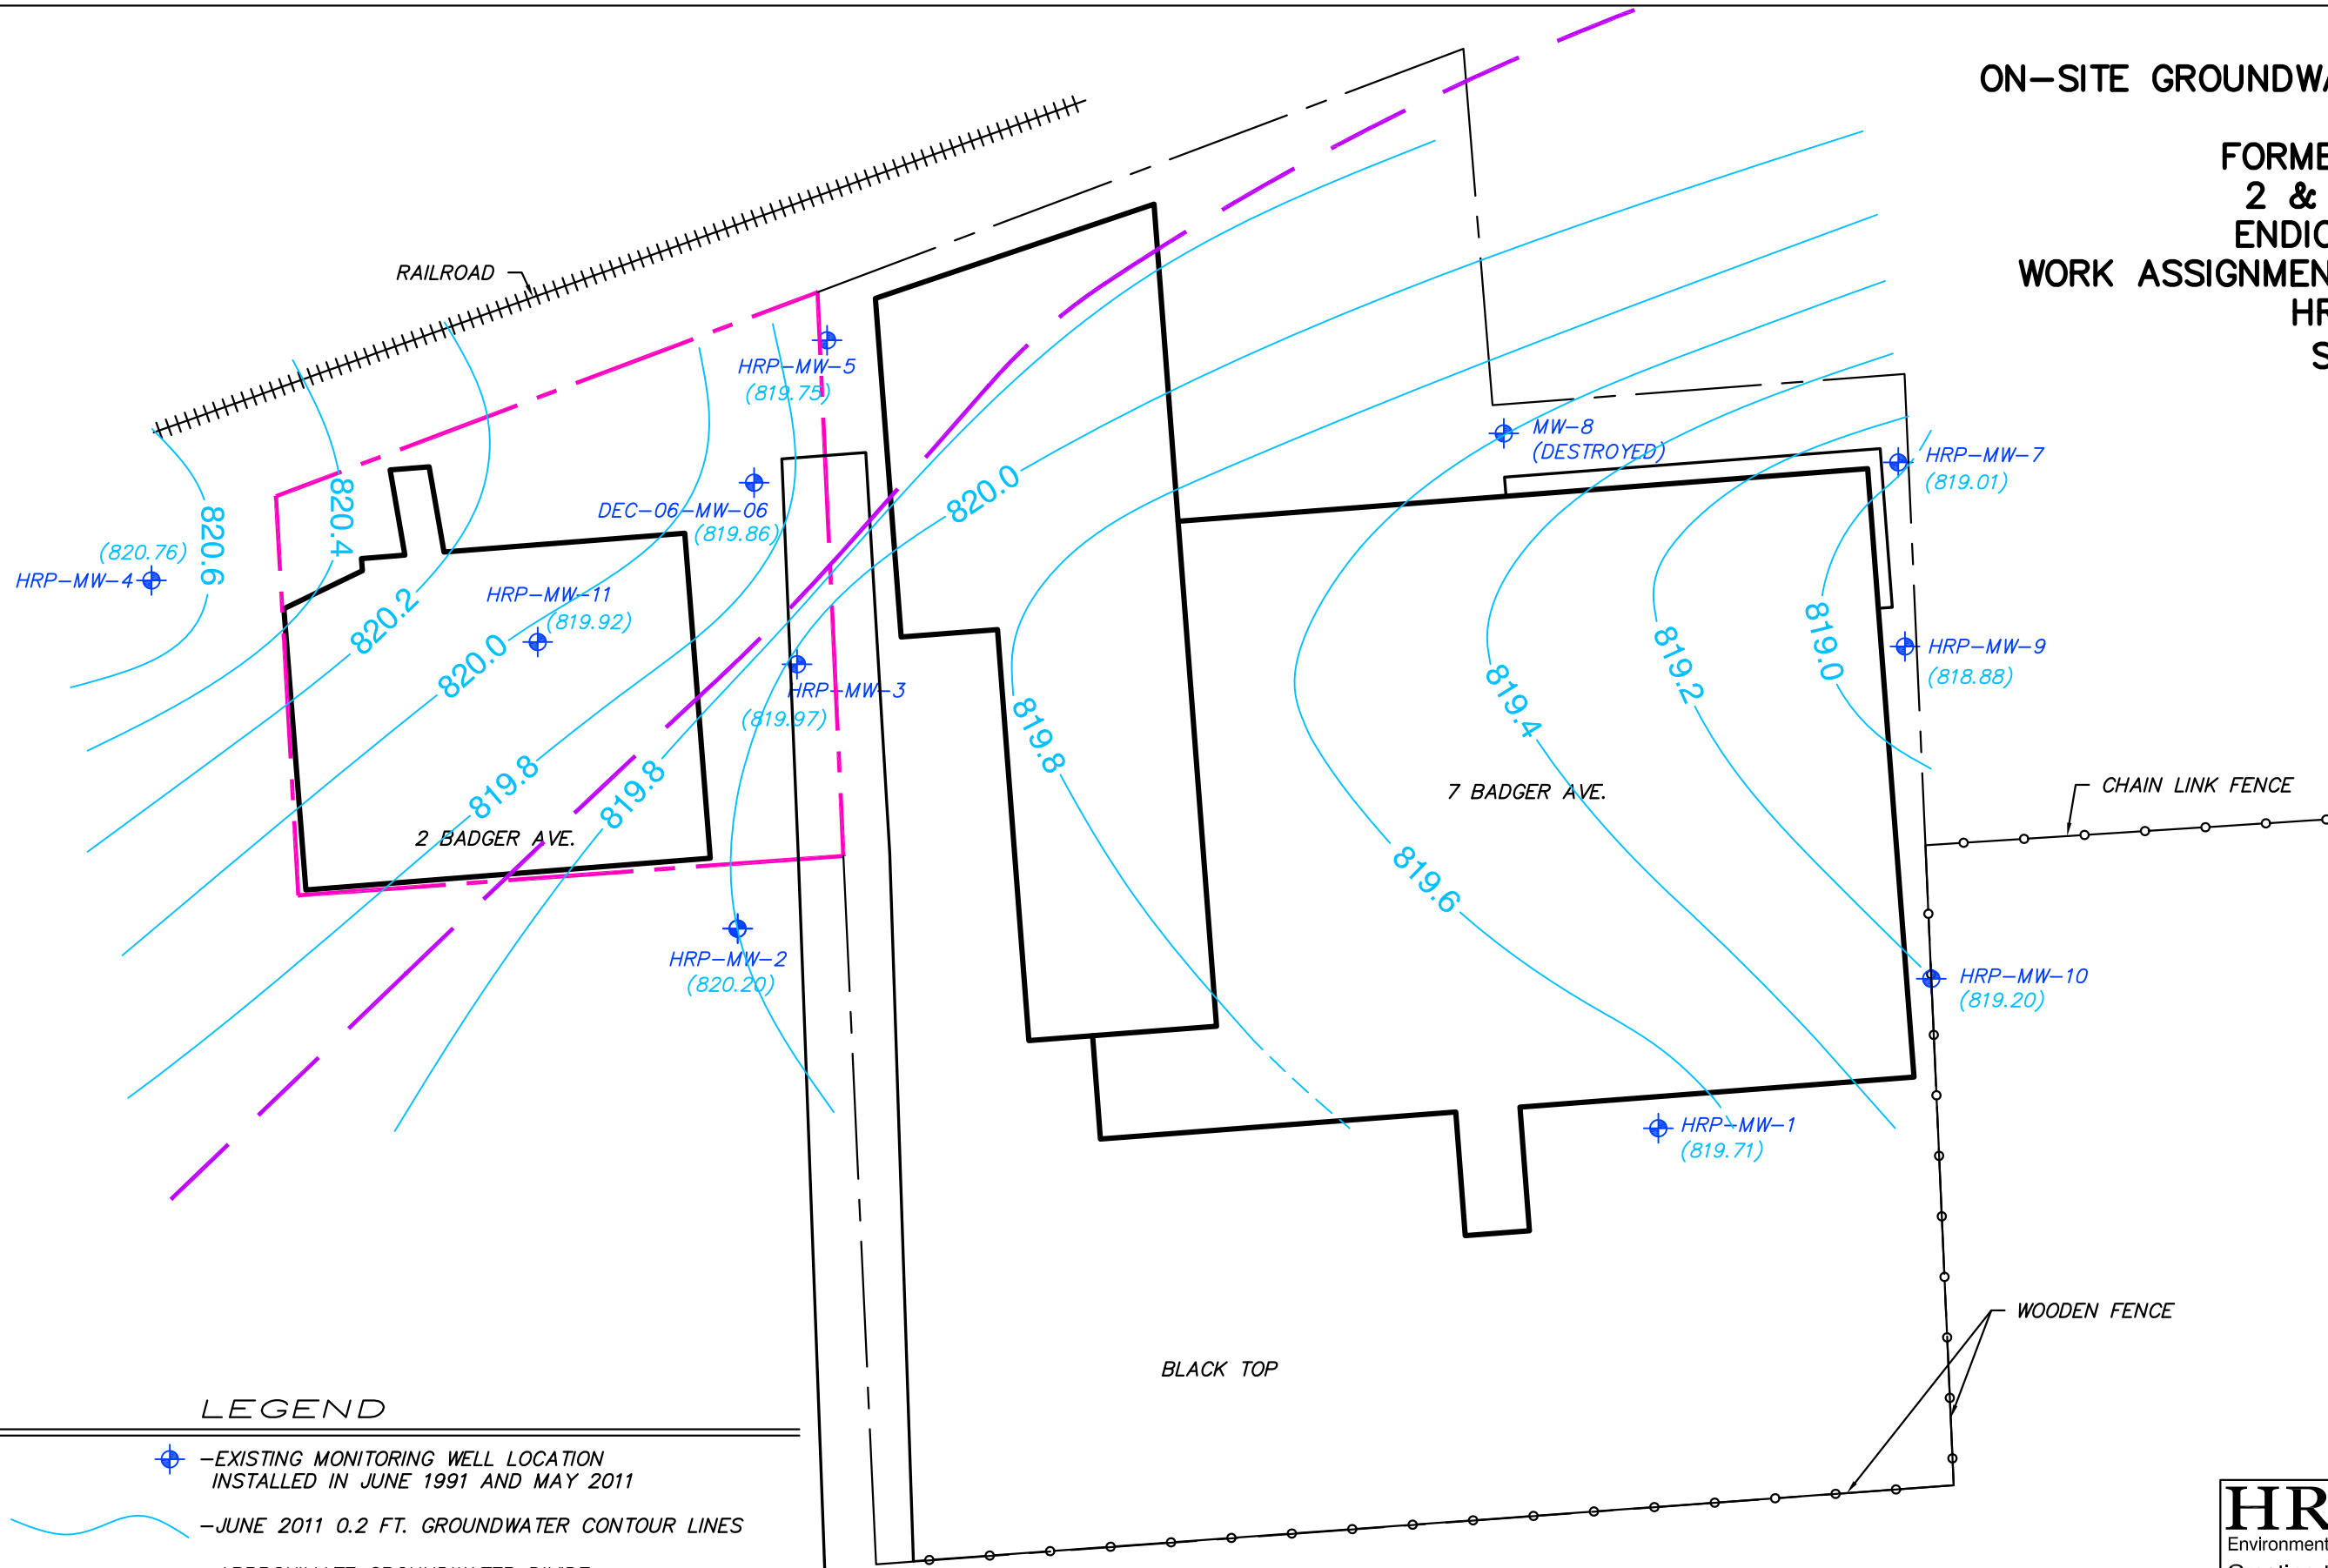 ON-SITE GROUNDWA
FORME
2 &
ENDIC
WORK ASSIGNMEN
HR
S
RAILROAD
HRP-MW-5
(819.75)
MW-8
(DESTROYED)
HRP-MW-7
(819.01)
DEC-06-MW-06
(819.86)
820.0
820.6
820.4
(820.76)
HRP-MW-4
HRP-MW-11
(819.92)
820.2
820.0
HRP-MW-3
(819.97)
819.0
819.2
819.4
HRP-MW-9
(818.88)
819.8
819.8
819.8
7 BADGER AVE.
CHAIN LINK FENCE
2 BADGER AVE.
819.6
HRP-MW-2
(820.20)
HRP-MW-10
(819.20)
HRP-MW-1
(819.71)
WOODEN FENCE
BLACK TOP
LEGEND
-EXISTING MONITORING WELL LOCATION
INSTALLED IN JUNE 1991 AND MAY 2011
-JUNE 2011 0.2 FT. GROUNDWATER CONTOUR LINES
HR
Environment